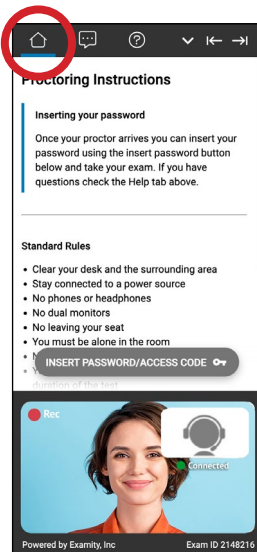 Proctoring Instructions
Inserting your password
Once your proctor arrives you can insert your
password using the insert password button
below and take your exam. If you have
questions check the Help tab above.
Standard Rules
• Clear your desk and the surrounding area
• Stay connected to a power source
• No phones or headphones
• No dual monitors
• No leaving your seat
• You must be alone in the room
INSERT PASSWORD/ACCESS CODE
duration of the test
Rec
Connected
Powered by Examity, Inc
Exam ID 2148216